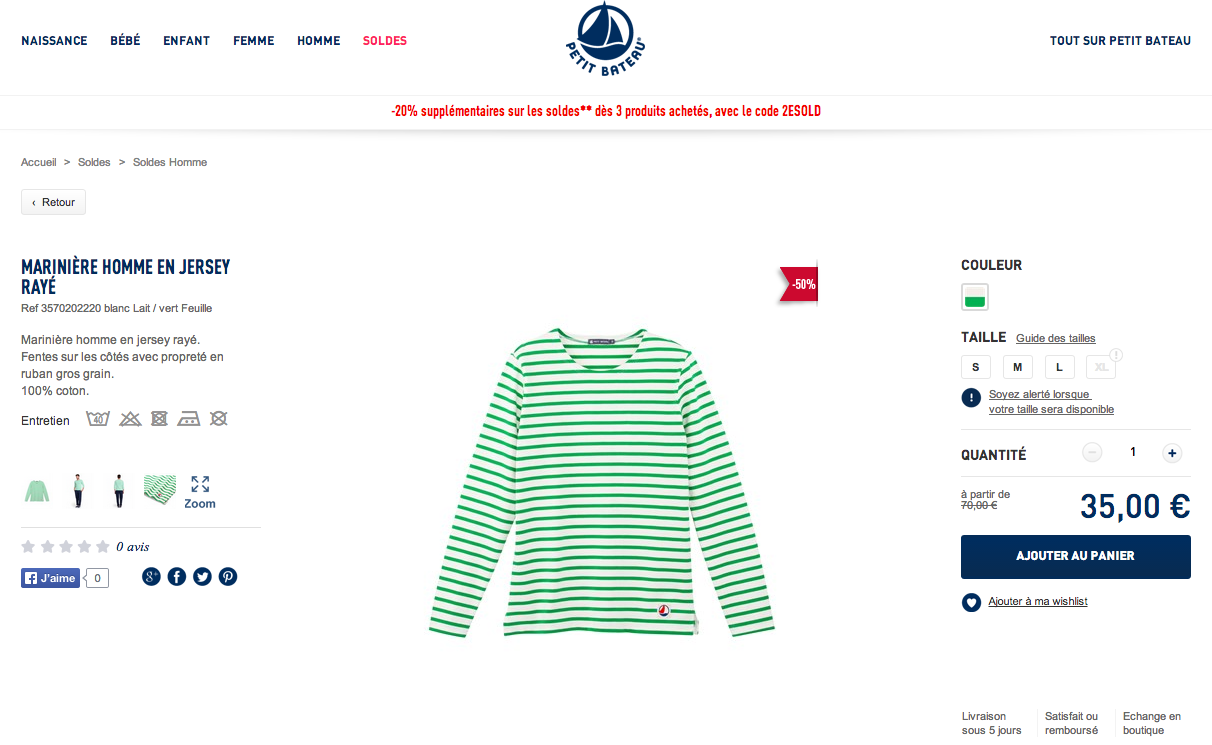 NAISSANCE BÉBÉ ENFANT FEMME HOMME SOLDES
PETIT BATEAU®
TOUT SUR PETIT BATEAU
-20% supplémentaires sur les soldes** dès 3 produits achetés, avec le code 2ESOLD
Accueil > Soldes > Soldes Homme
‹ Retour
MARINIÈRE HOMME EN JERSEY
RAYÉ
Ref 3570202220 blanc Lait / vert Feuille
Marinière homme en jersey rayé.
Fentes sur les côtés avec propreté en
ruban gros grain.
100% coton.
Entretien 40
Zoom
0 avis
J'aime 0
-50%
COULEUR
TAILLE Guide des tailles
S M L XL !
! Soyez alerté lorsque
votre taille sera disponible
QUANTITÉ − 1 +
à partir de
70,00 €
35,00 €
AJOUTER AU PANIER
Ajouter à ma wishlist
Livraison
sous 5 jours
Satisfait ou
remboursé
Echange en
boutique